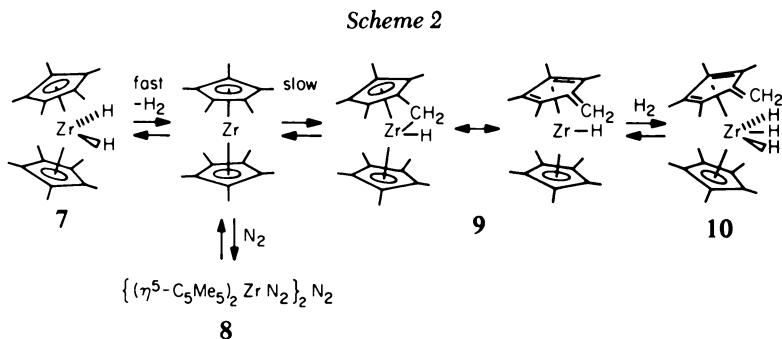 Scheme 2
fast
-H₂
slow
H
H
Zr
Zr
CH₂
Zr
H
CH₂
Zr-H
H₂
CH₂
H
H
Zr
H
7
N₂
9
10
{(η⁵-C₅Me₅)₂ Zr N₂}₂ N₂
8